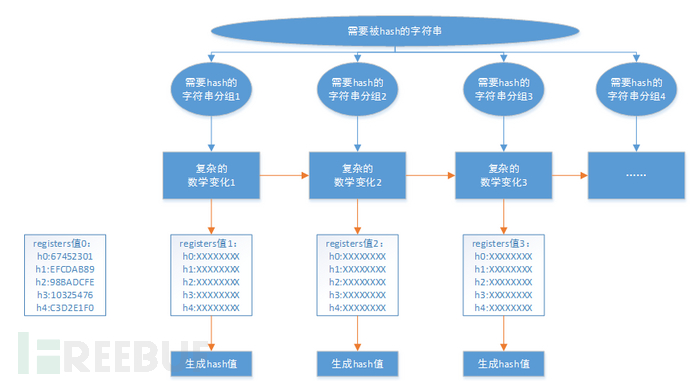 需要被hash的字符串
需要hash的
字符串分组1
需要hash的
字符串分组2
需要hash的
字符串分组3
需要hash的
字符串分组4
复杂的
数学变化1
复杂的
数学变化2
复杂的
数学变化3
······
registers值0：
h0:67452301
h1:EFCDAB89
h2:98BADCFE
h3:10325476
h4:C3D2E1F0
registers值1：
h0:XXXXXXXX
h1:XXXXXXXX
h2:XXXXXXXX
h3:XXXXXXXX
h4:XXXXXXXX
registers值2：
h0:XXXXXXXX
h1:XXXXXXXX
h2:XXXXXXXX
h3:XXXXXXXX
h4:XXXXXXXX
registers值3：
h0:XXXXXXXX
h1:XXXXXXXX
h2:XXXXXXXX
h3:XXXXXXXX
h4:XXXXXXXX
生成hash值
生成hash值
生成hash值
FREEBUF